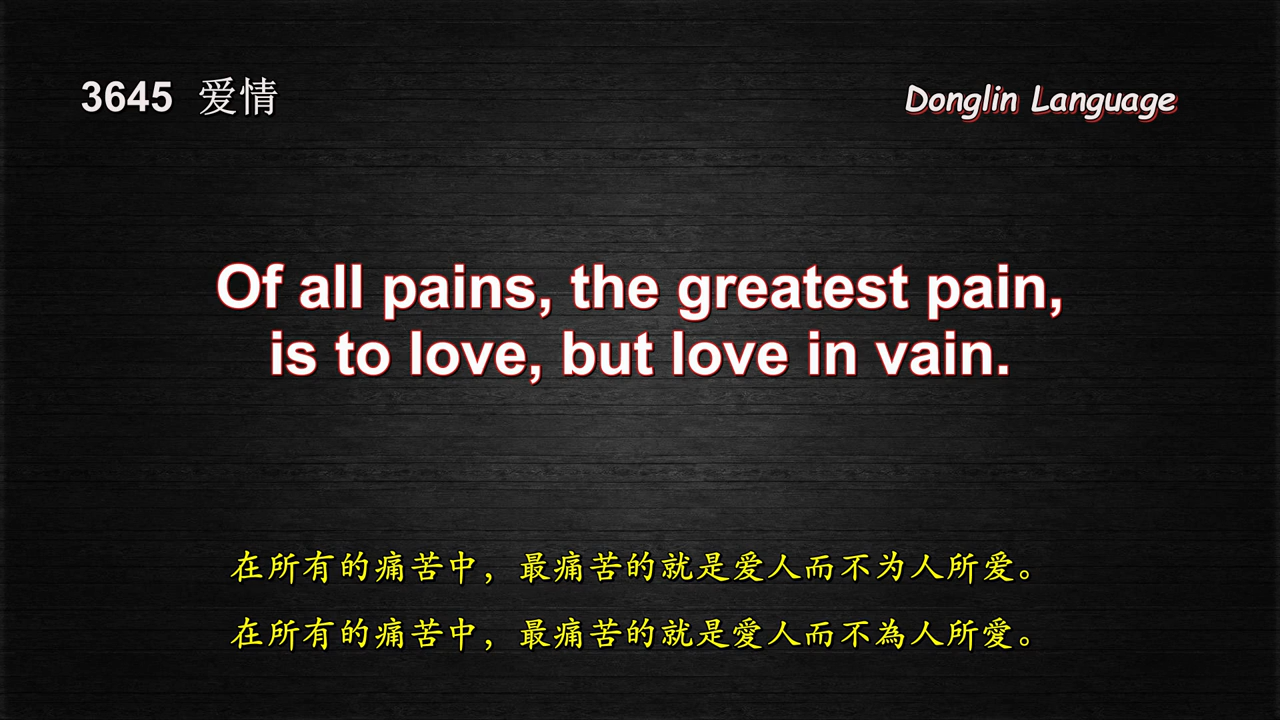 3645 爱情
Donglin Language
Of all pains, the greatest pain,
is to love, but love in vain.
在所有的痛苦中，最痛苦的就是爱人而不为人所爱。
在所有的痛苦中，最痛苦的就是愛人而不為人所愛。